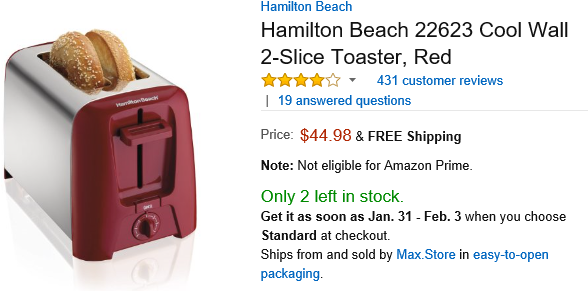 Hamilton Beach
Hamilton Beach 22623 Cool Wall
2-Slice Toaster, Red
431 customer reviews
| 19 answered questions
Price: $44.98 & FREE Shipping
Note: Not eligible for Amazon Prime.
Only 2 left in stock.
Get it as soon as Jan. 31 - Feb. 3 when you choose
Standard at checkout.
Ships from and sold by Max.Store in easy-to-open
packaging.
Hamilton Beach